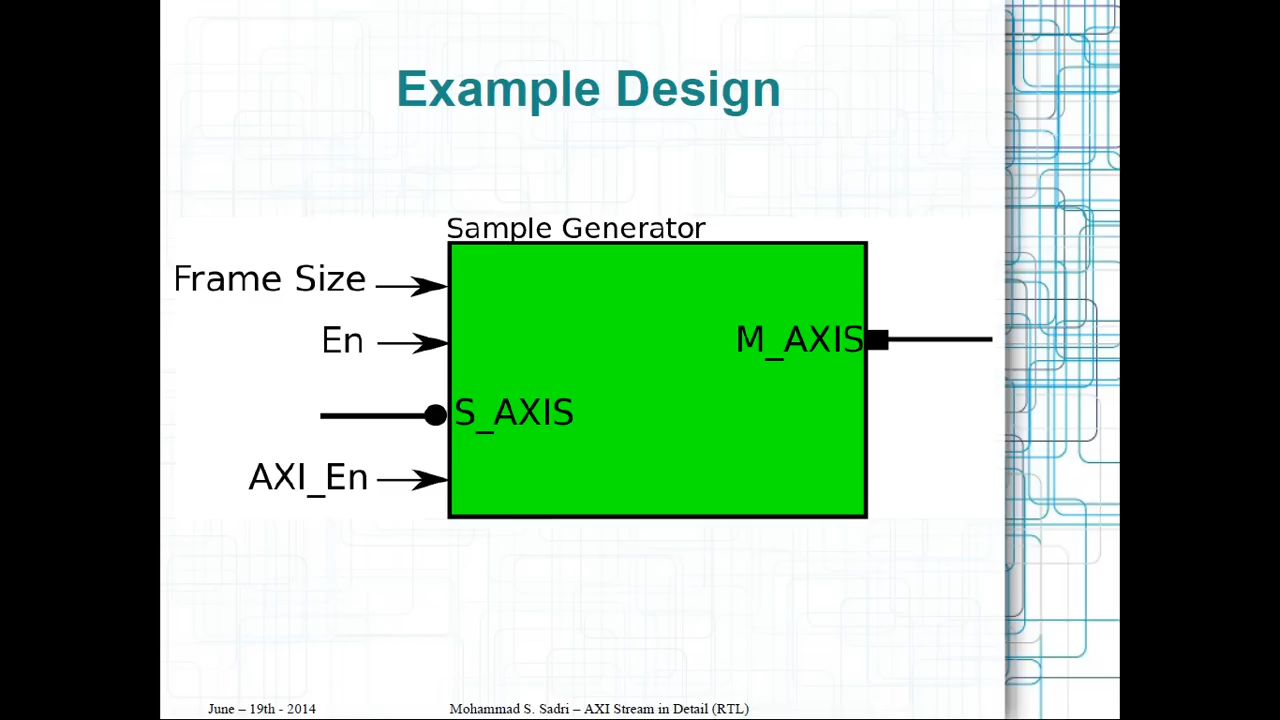 Example Design
Sample Generator
Frame Size
En
M_AXIS
S_AXIS
AXI_En
June – 19th - 2014
Mohammad S. Sadri – AXI Stream in Detail (RTL)